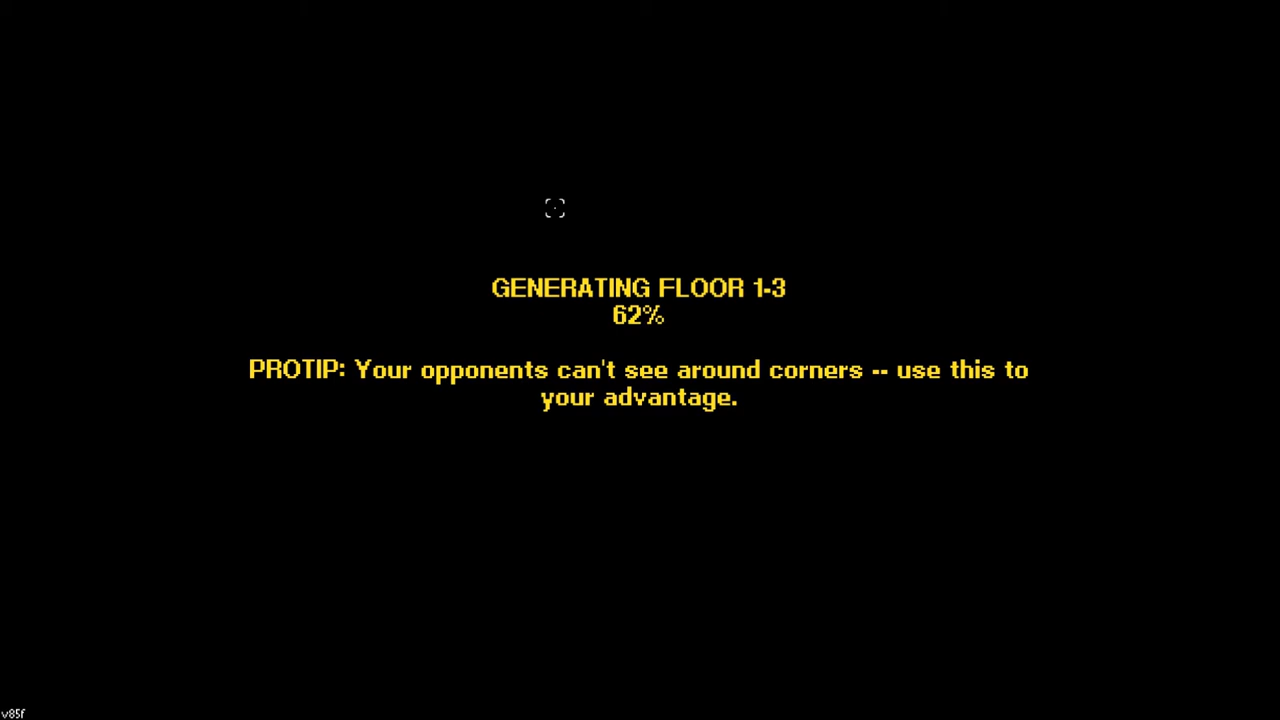 GENERATING FLOOR 1-3
62%
PROTIP: Your opponents can't see around corners -- use this to
your advantage.
v85f